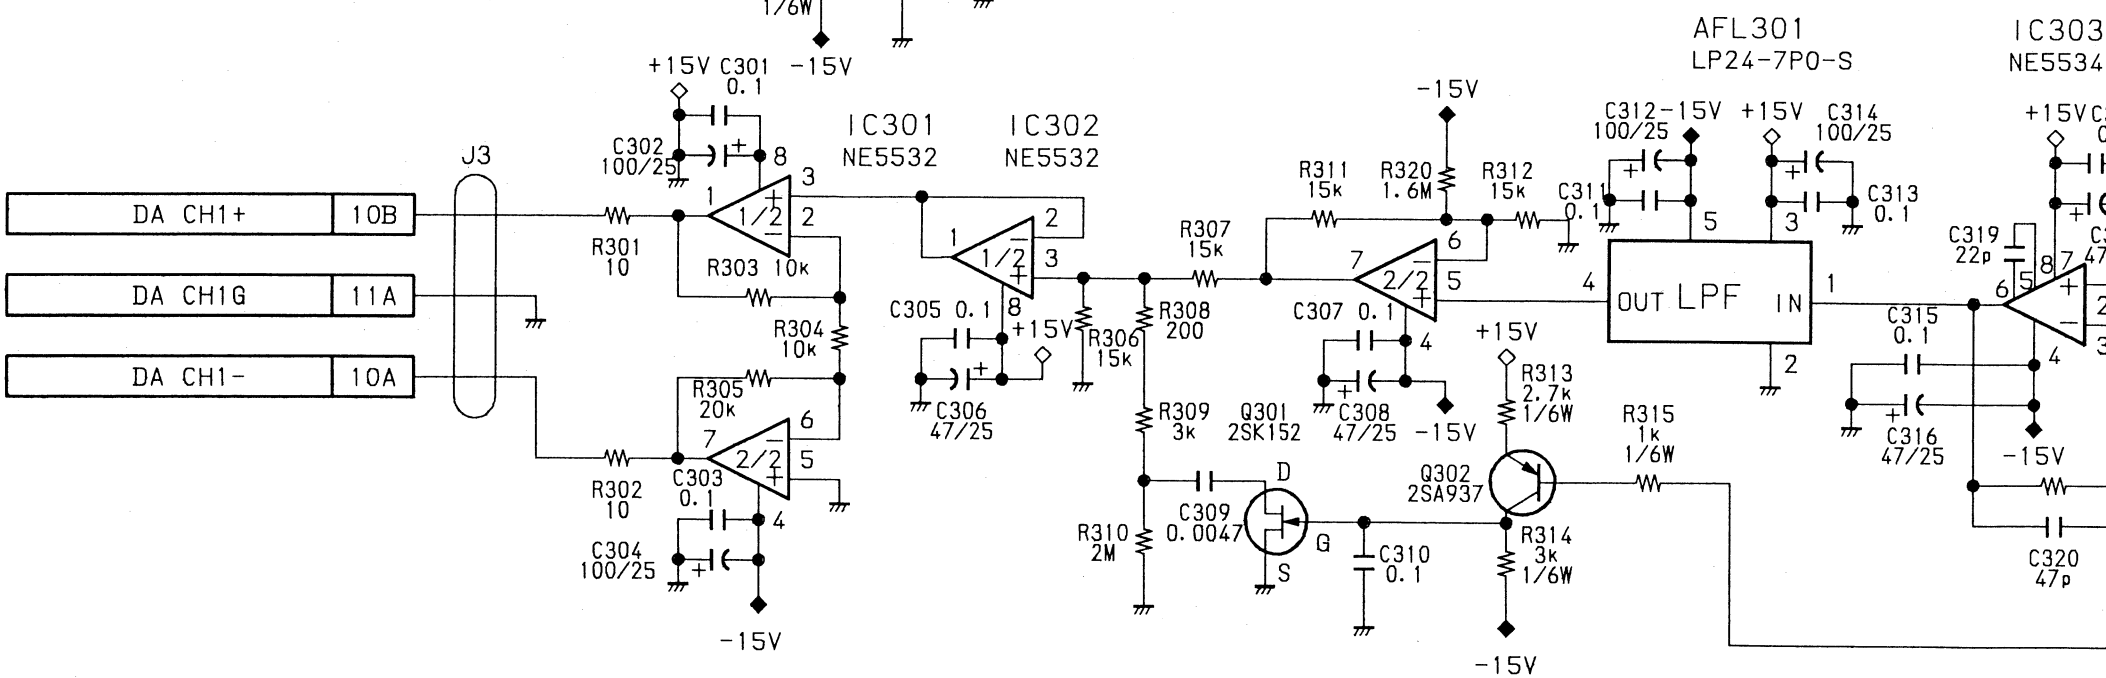 1/6W
-15V
AFL301
LP24-7P0-S
IC303
NE5534
+15V
C301
0.1
C302
100/25
8
IC301
NE5532
IC302
NE5532
J3
DA CH1+
10B
R301
10
1
3
2
+
-
1/2
R303 10k
DA CH1G
11A
R304
10k
DA CH1-
10A
R305
20k
R302
10
7
6
5
-
+
2/2
C303
0.1
4
C304
100/25
+
-15V
1
2
3
-
+
1/2
8
C305 0.1
+15V
C306
47/25
+
R306
15k
R307
15k
R308
200
R309
3k
R310
2M
C309
0.0047
Q301
2SK152
D
G
S
C310
0.1
-15V
R311
15k
R320
1.6M
R312
15k
7
6
5
-
+
2/2
C307 0.1
4
C308
47/25
+
-15V
+15V
R313
2.7k
1/6W
Q302
2SA937
R314
3k
1/6W
-15V
R315
1k
1/6W
C312
100/25
-15V
+15V
C314
100/25
C311
0.1
C313
0.1
+
+
5
3
4
OUT LPF IN
1
2
+15V
+
C319
22p
8
7
6
5
+
-
2
3
4
47
C315
0.1
C316
47/25
+
-15V
C320
47p